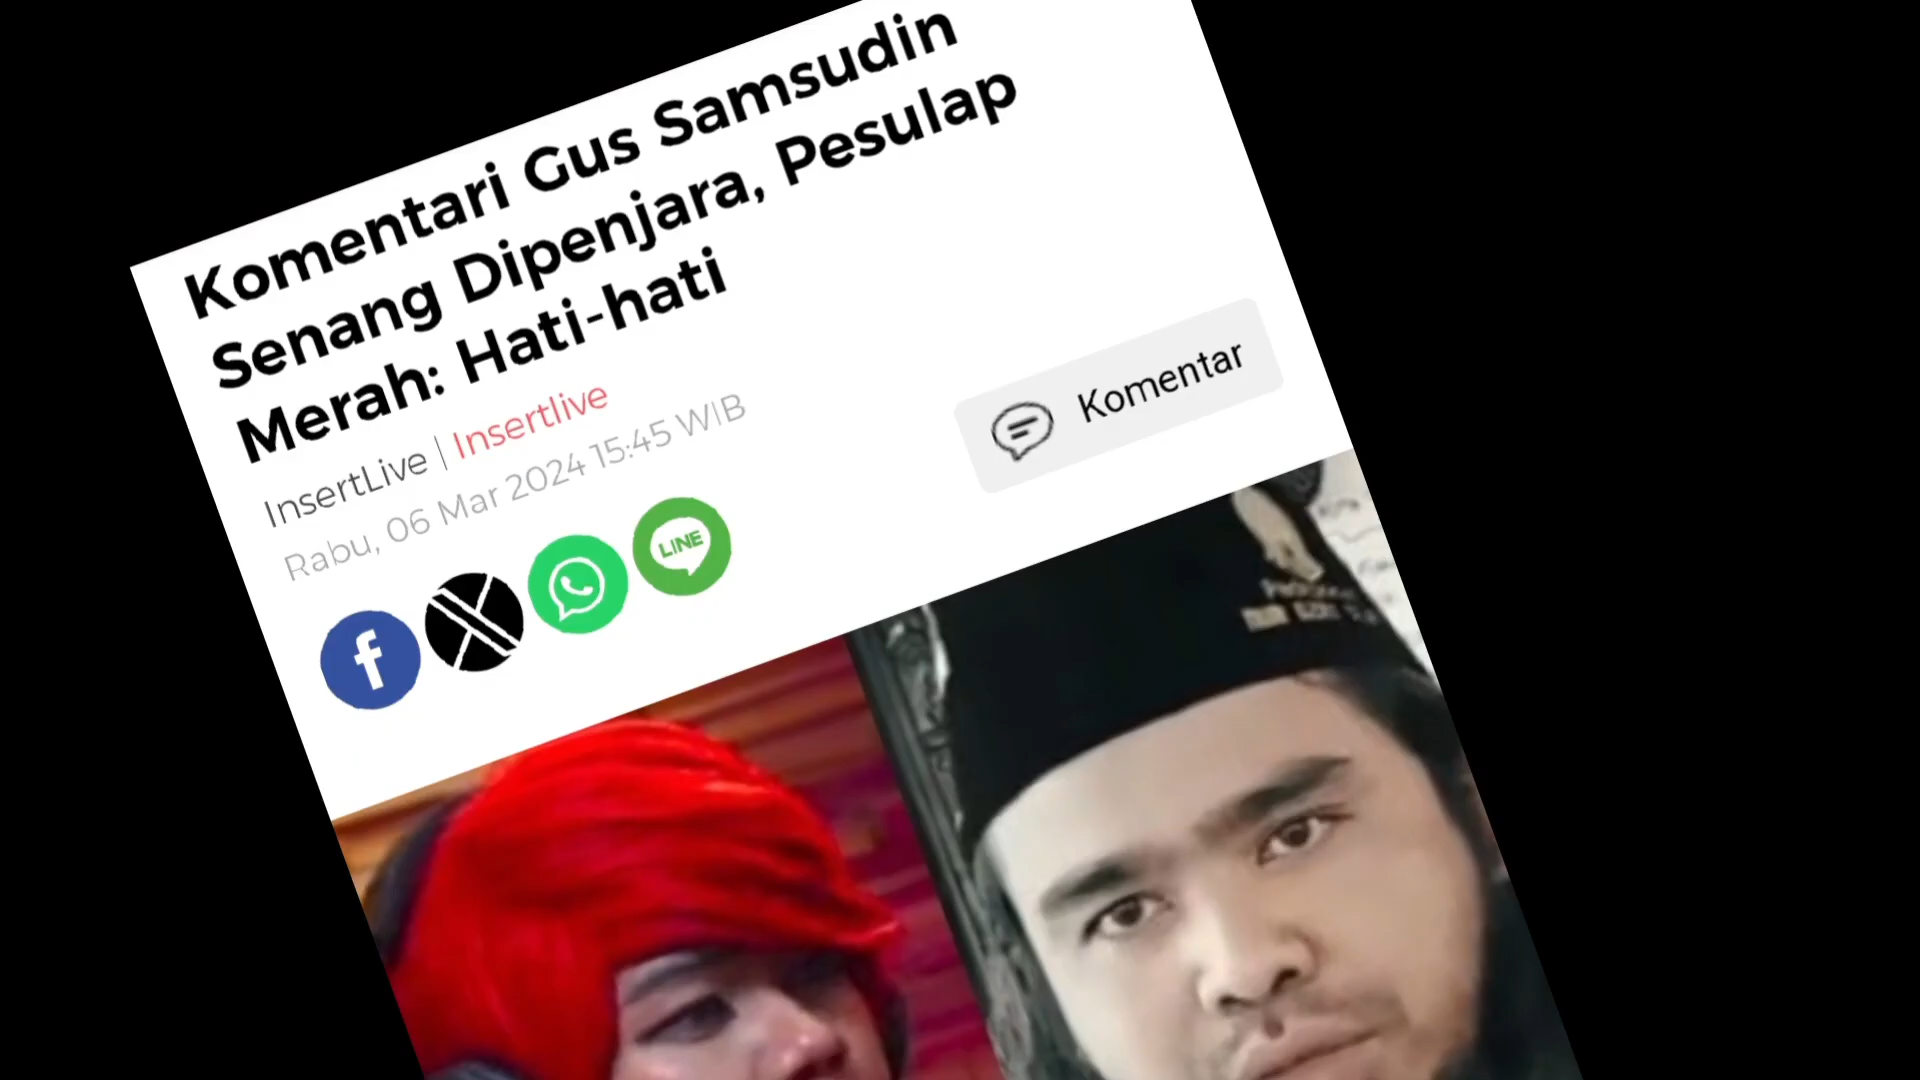 Komentari Gus Samsudin
Senang Dipenjara, Pesulap
Merah: Hati-hati
InsertLive | Insertlive
Rabu, 06 Mar 2024 15:45 WIB
Komentar
LINE